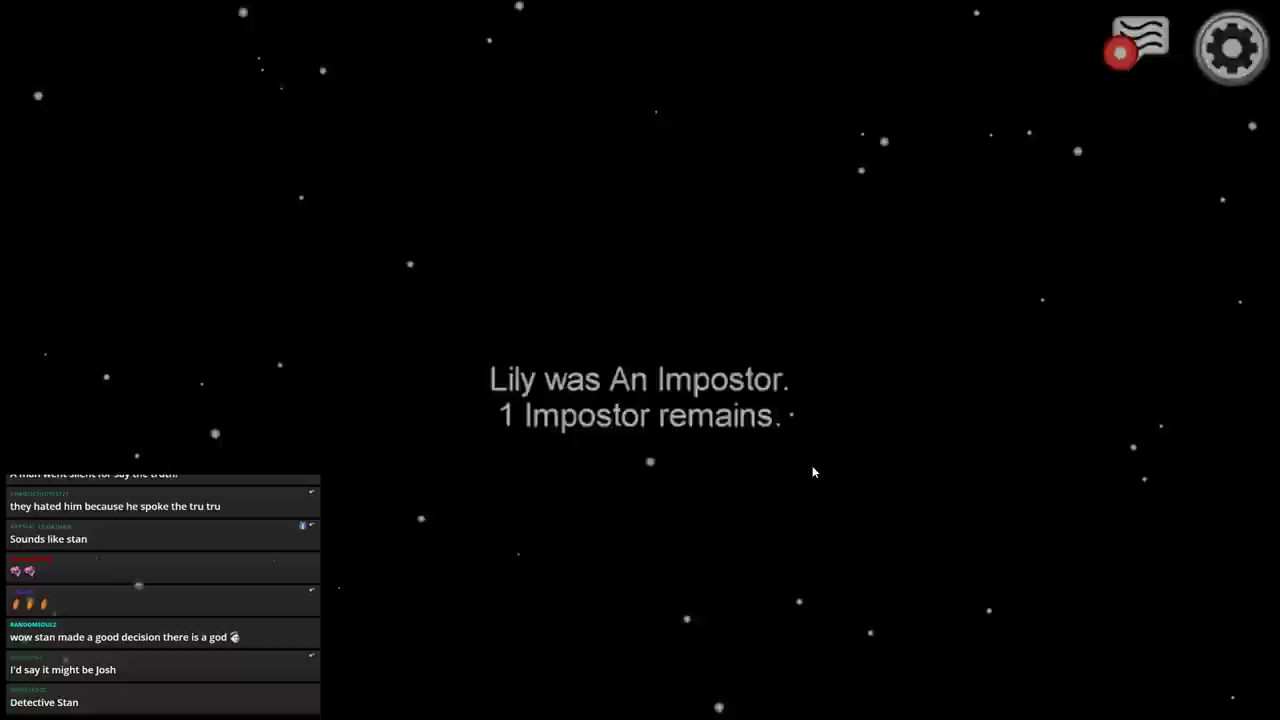 Lily was An Impostor.
1 Impostor remains.
they hated him because he spoke the tru tru
Sounds like stan
RANDOMSOULZ
wow stan made a good decision there is a god
I'd say it might be Josh
Detective Stan